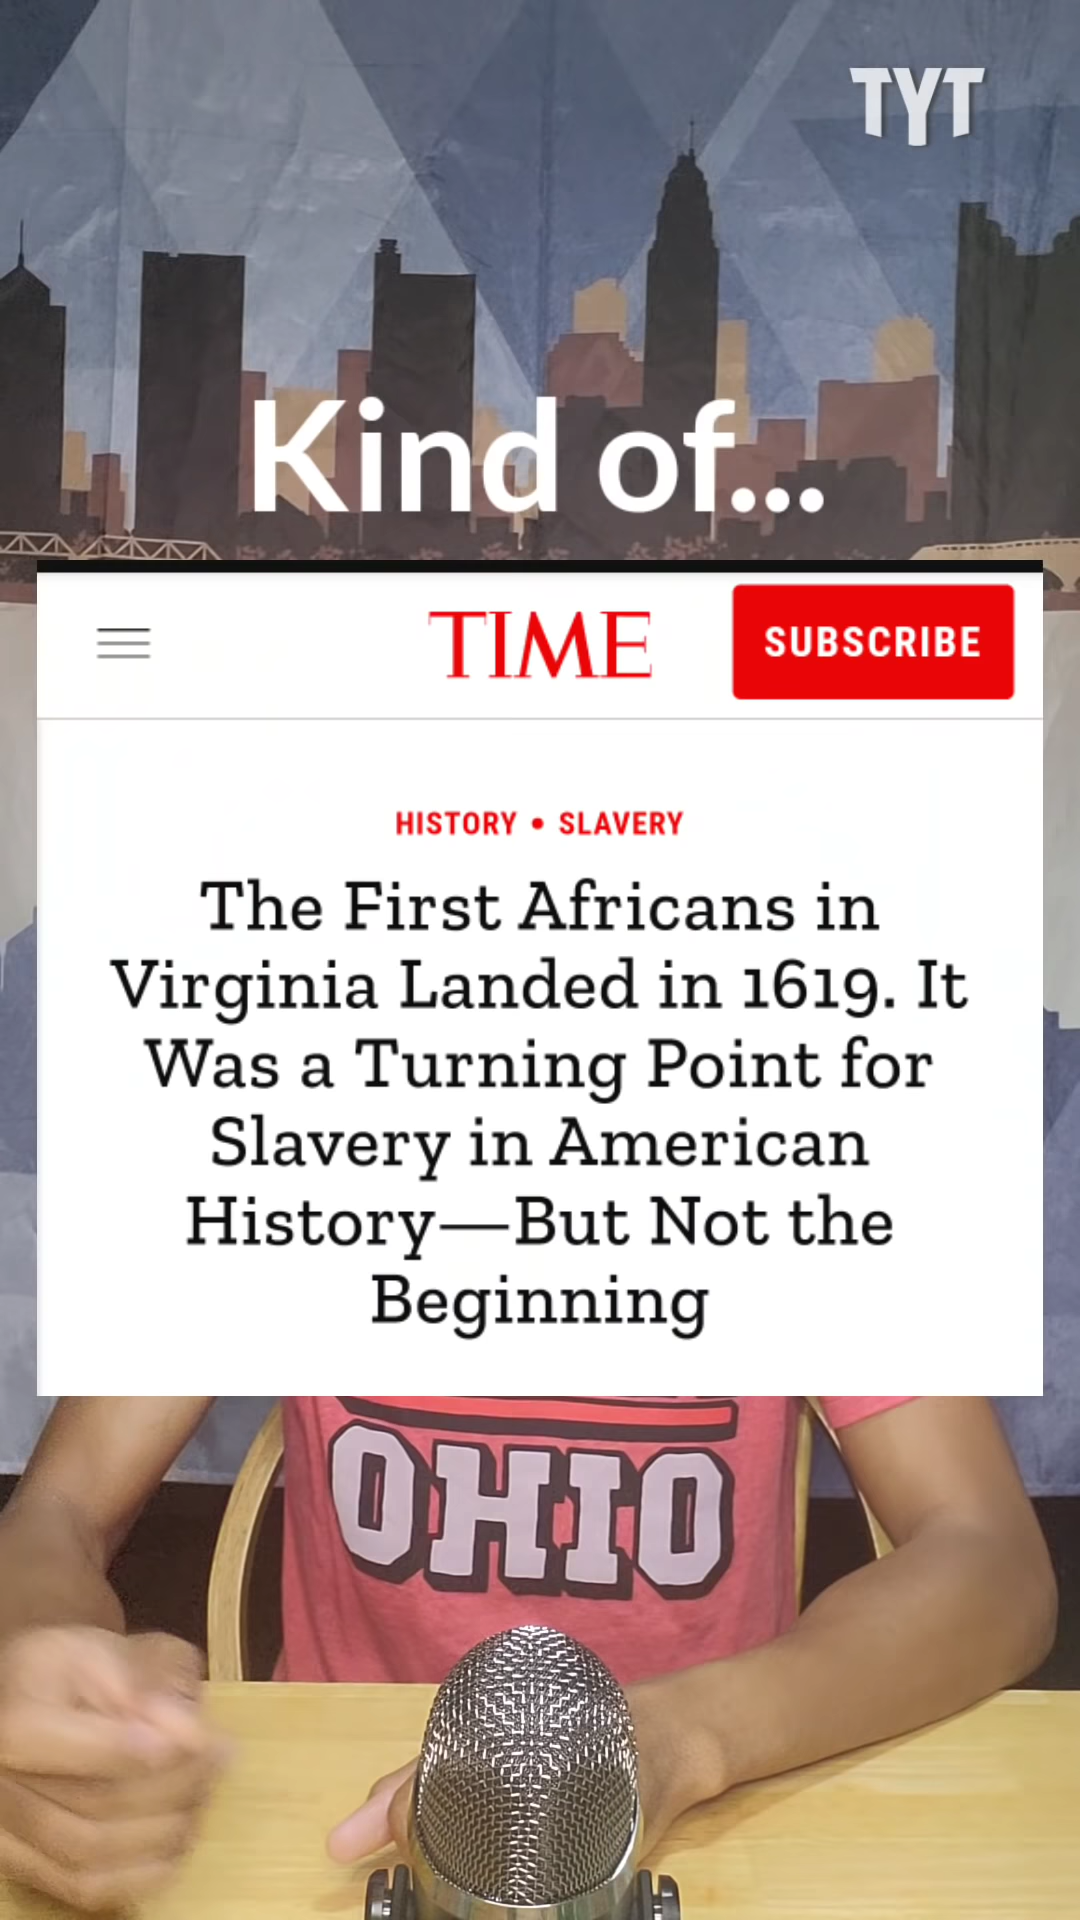 TYT
Kind of...
TIME
SUBSCRIBE
HISTORY • SLAVERY
The First Africans in
Virginia Landed in 1619. It
Was a Turning Point for
Slavery in American
History—But Not the
Beginning
OHIO